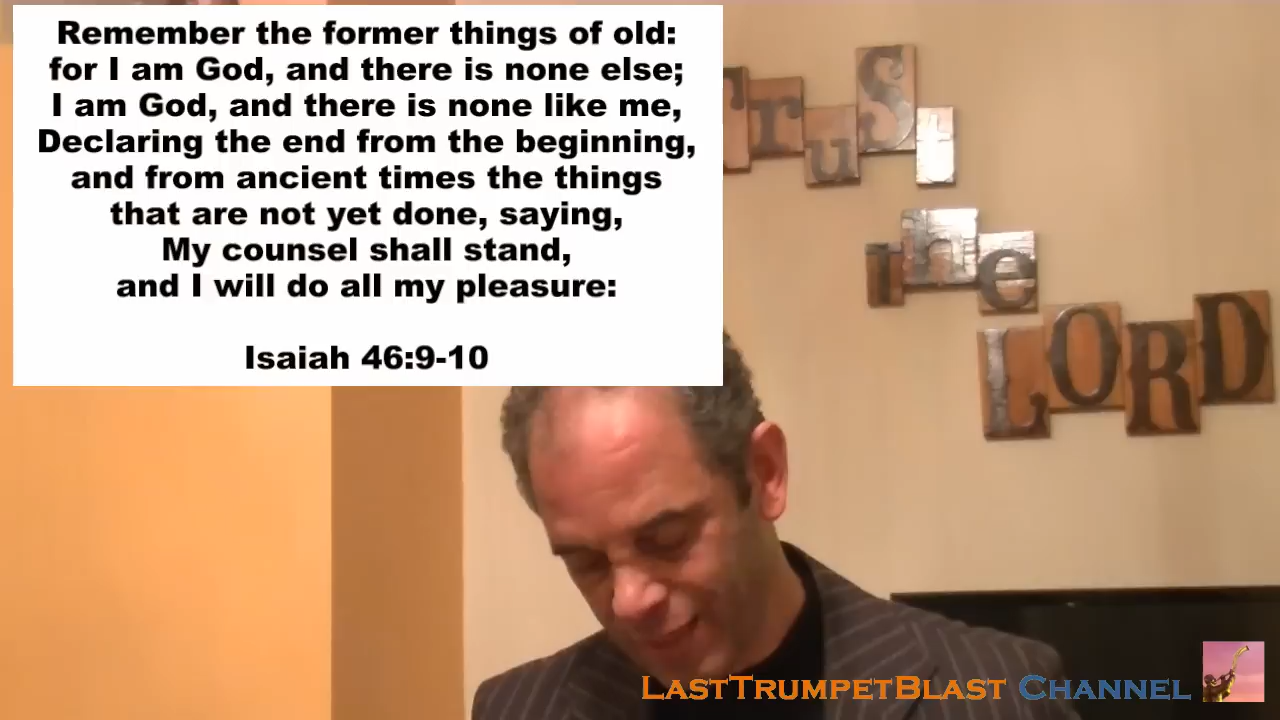 Remember the former things of old:
for I am God, and there is none else;
I am God, and there is none like me,
Declaring the end from the beginning,
and from ancient times the things
that are not yet done, saying,
My counsel shall stand,
and I will do all my pleasure:
Isaiah 46:9-10
Trust
the
LORD
LASTTRUMPETBLAST CHANNEL